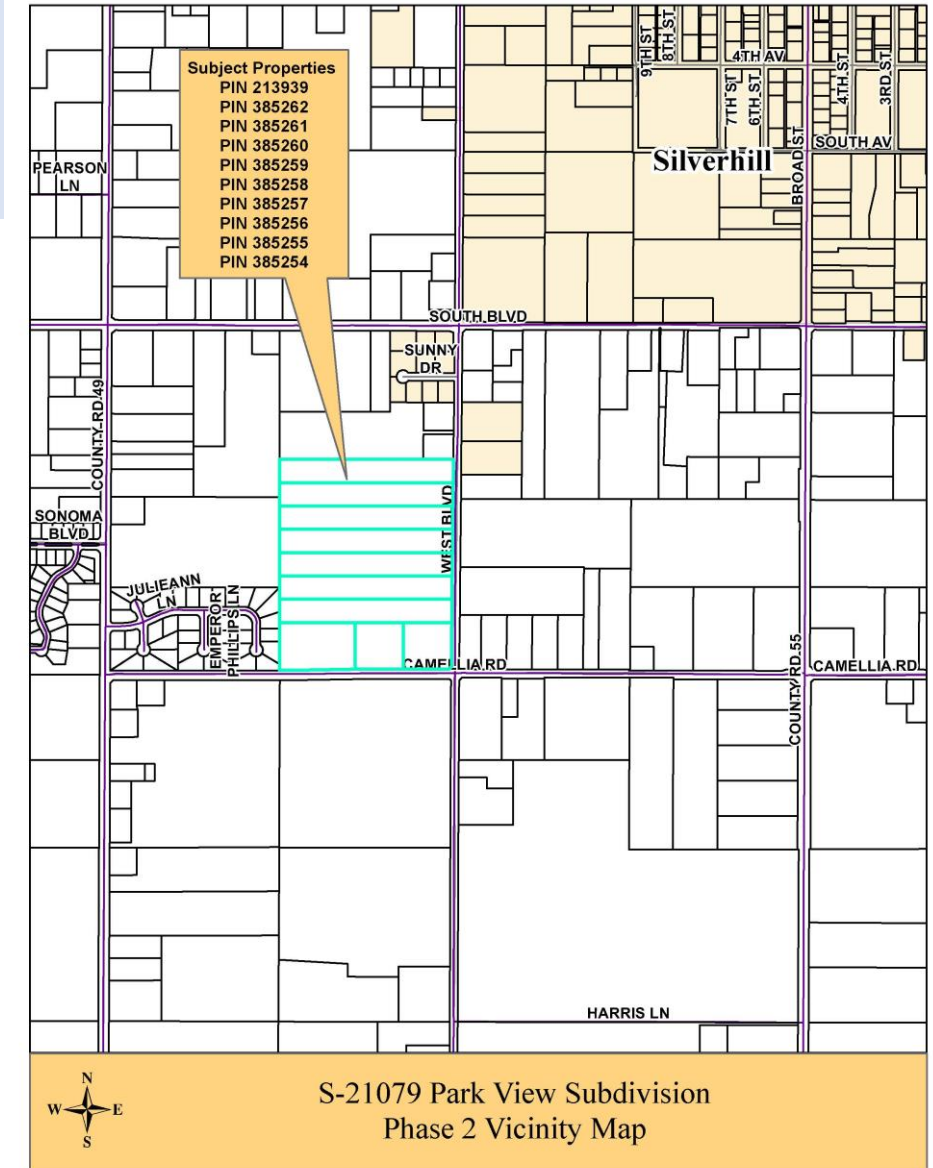 Subject Properties
PIN 213939
PIN 385262
PIN 385261
PIN 385260
PIN 385259
PIN 385258
PIN 385257
PIN 385256
PIN 385255
PIN 385254
9TH ST
8TH ST
4TH AV
7TH ST
6TH ST
BROAD ST
4TH ST
3RD ST
SOUTH AV
Silverhill
PEARSON
LN
SOUTH BLVD
SUNNY
DR
COUNTY RD 49
WEST BLVD
SONOMA
BLVD
JULIEANN
LN
EMPEROR
PHILLIPS LN
CAMELLIA RD
COUNTY RD 55
CAMELLIA RD
HARRIS LN
N
W E
S
S-21079 Park View Subdivision
Phase 2 Vicinity Map